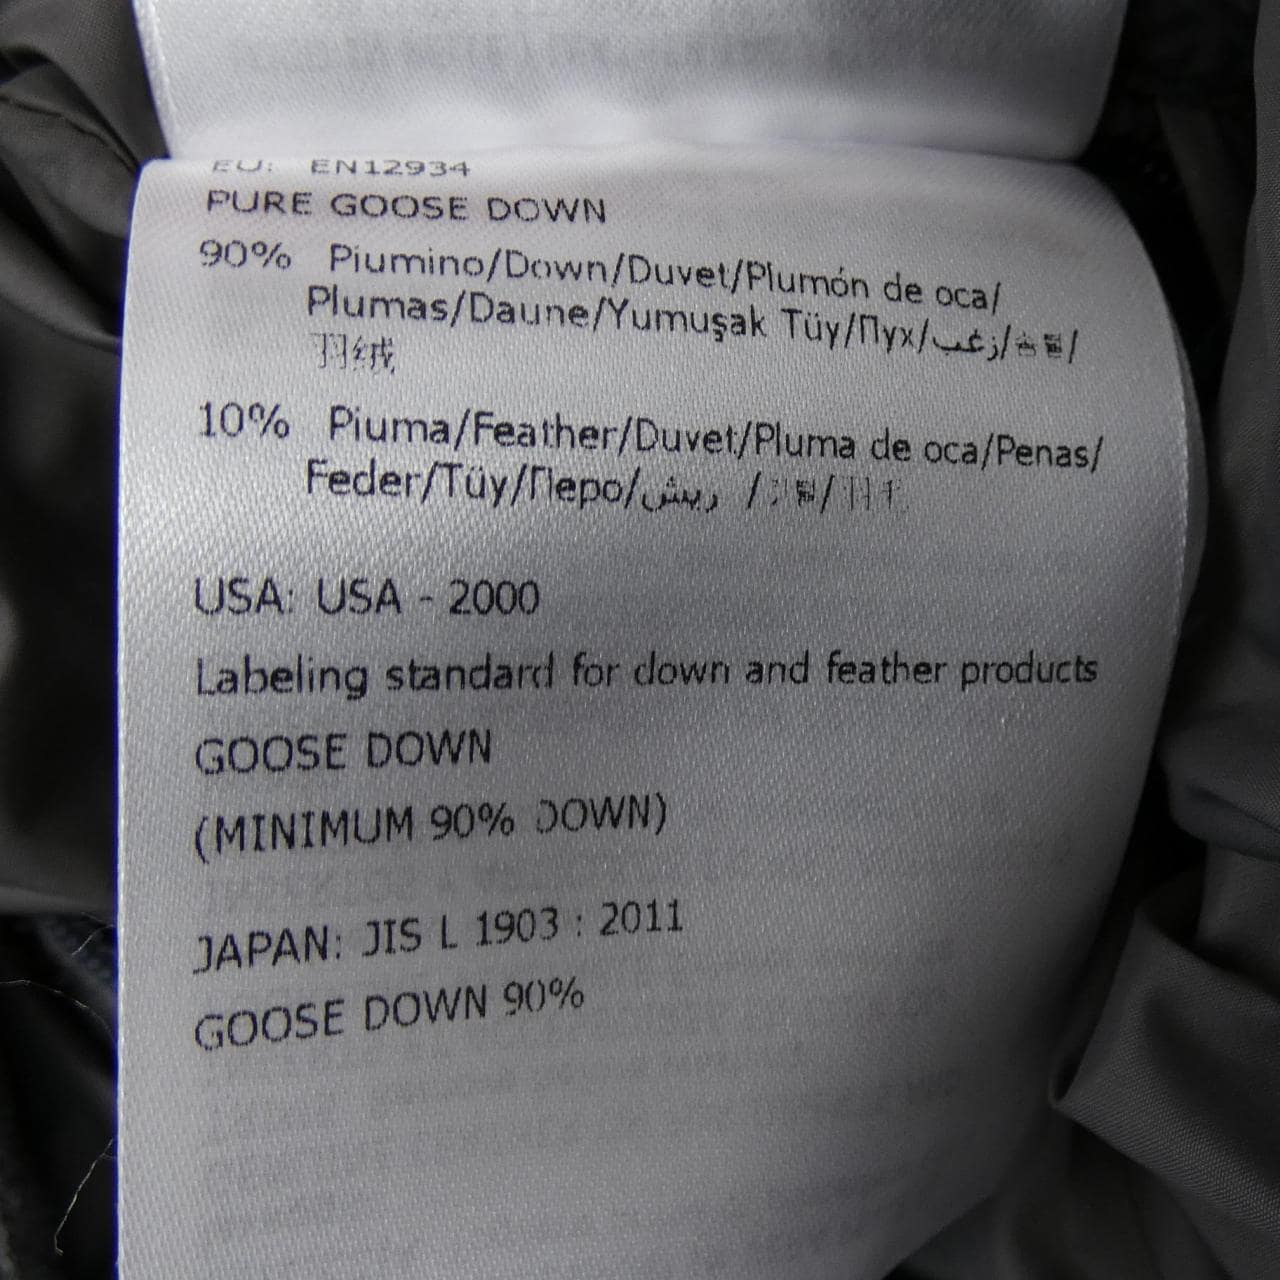 EU: EN12934
PURE GOOSE DOWN
90% Piumino/Down/Duvet/Plumón de oca/
Plumas/Daune/Yumuşak Tüy/Пух/زغب/
羽绒
10% Piuma/Feather/Duvet/Pluma de oca/Penas/
Feder/Tüy/Перо/ريش /
USA: USA - 2000
Labeling standard for down and feather products
GOOSE DOWN
(MINIMUM 90% DOWN)
JAPAN: JIS L 1903 : 2011
GOOSE DOWN 90%